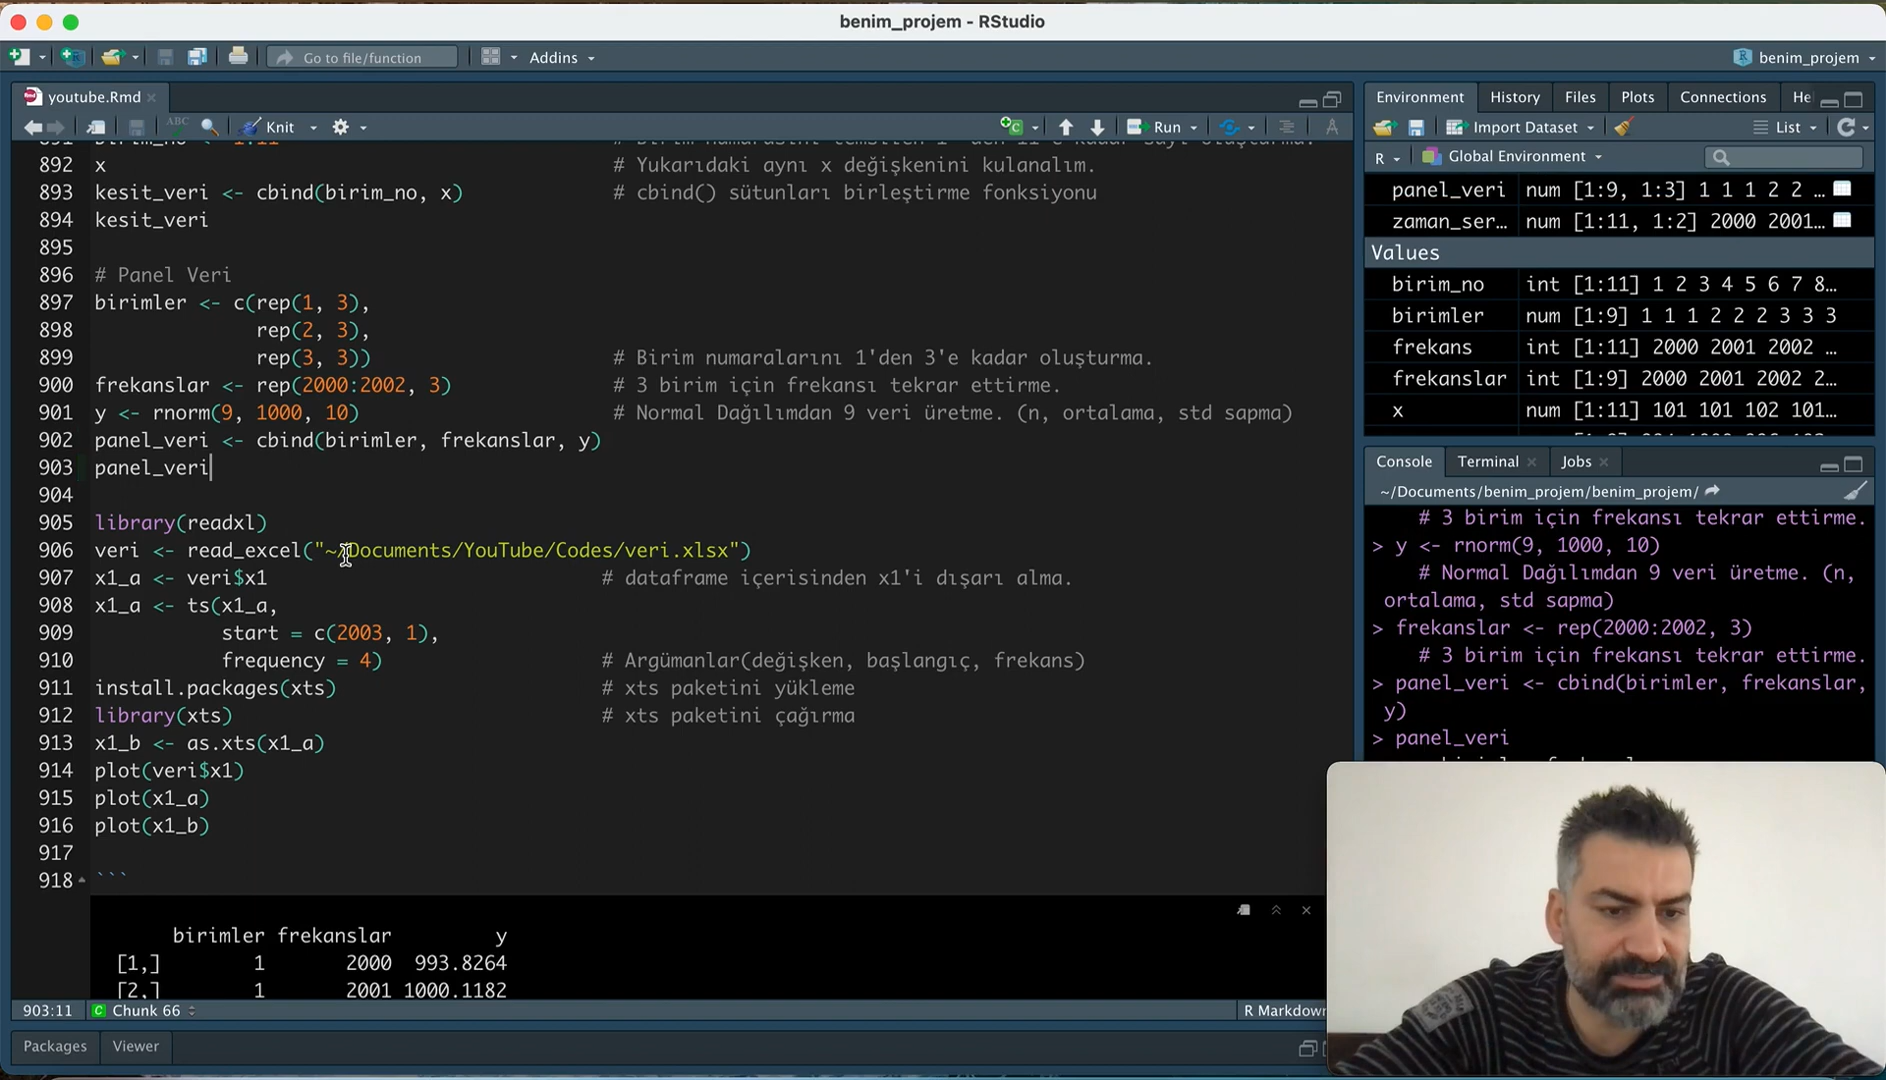 benim_projem - RStudio
Go to file/function
Addins
benim_projem
youtube.Rmd
ABC
Knit
Run
892 x # Yukarıdaki aynı x değişkenini kulanalım.
893 kesit_veri <- cbind(birim_no, x) # cbind() sütunları birleştirme fonksiyonu
894 kesit_veri
895
896 # Panel Veri
897 birimler <- c(rep(1, 3),
898 rep(2, 3),
899 rep(3, 3)) # Birim numaralarını 1'den 3'e kadar oluşturma.
900 frekanslar <- rep(2000:2002, 3) # 3 birim için frekansı tekrar ettirme.
901 y <- rnorm(9, 1000, 10) # Normal Dağılımdan 9 veri üretme. (n, ortalama, std sapma)
902 panel_veri <- cbind(birimler, frekanslar, y)
903 panel_veri
904
905 library(readxl)
906 veri <- read_excel("~/Documents/YouTube/Codes/veri.xlsx")
907 x1_a <- veri$x1 # dataframe içerisinden x1'i dışarı alma.
908 x1_a <- ts(x1_a,
909 start = c(2003, 1),
910 frequency = 4) # Argümanlar(değişken, başlangıç, frekans)
911 install.packages(xts) # xts paketini yükleme
912 library(xts) # xts paketini çağırma
913 x1_b <- as.xts(x1_a)
914 plot(veri$x1)
915 plot(x1_a)
916 plot(x1_b)
917
918 ```
birimler frekanslar y
[1,] 1 2000 993.8264
[2,] 1 2001 1000.1182
903:11 Chunk 66
R Markdown
Packages Viewer
Environment History Files Plots Connections He
Import Dataset List
R Global Environment
panel_veri num [1:9, 1:3] 1 1 1 2 2 …
zaman_ser… num [1:11, 1:2] 2000 2001…
Values
birim_no int [1:11] 1 2 3 4 5 6 7 8…
birimler num [1:9] 1 1 1 2 2 2 3 3 3
frekans int [1:11] 2000 2001 2002 …
frekanslar int [1:9] 2000 2001 2002 2…
x num [1:11] 101 101 102 101…
Console Terminal Jobs
~/Documents/benim_projem/benim_projem/
# 3 birim için frekansı tekrar ettirme.
> y <- rnorm(9, 1000, 10)
# Normal Dağılımdan 9 veri üretme. (n,
ortalama, std sapma)
> frekanslar <- rep(2000:2002, 3)
# 3 birim için frekansı tekrar ettirme.
> panel_veri <- cbind(birimler, frekanslar,
y)
> panel_veri